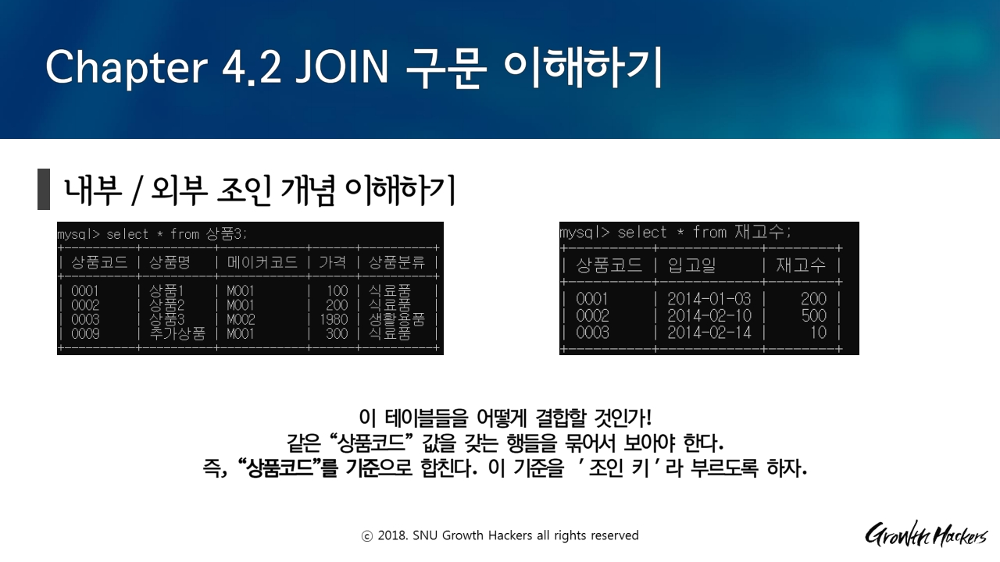 Chapter 4.2 JOIN 구문 이해하기
내부 / 외부 조인 개념 이해하기
mysql> select * from 상품3;
+----------+---------+------------+------+----------+
| 상품코드 | 상품명 | 메이커코드 | 가격 | 상품분류 |
+----------+---------+------------+------+----------+
| 0001 | 상품1 | M001 | 100 | 식료품 |
| 0002 | 상품2 | M001 | 200 | 식료품 |
| 0003 | 상품3 | M002 | 1980 | 생활용품 |
| 0009 | 추가상품 | M001 | 300 | 식료품 |
+----------+---------+------------+------+----------+
mysql> select * from 재고수;
+----------+------------+--------+
| 상품코드 | 입고일 | 재고수 |
+----------+------------+--------+
| 0001 | 2014-01-03 | 200 |
| 0002 | 2014-02-10 | 500 |
| 0003 | 2014-02-14 | 10 |
+----------+------------+--------+
이 테이블들을 어떻게 결합할 것인가!
같은 “상품코드” 값을 갖는 행들을 묶어서 보아야 한다.
즉, “상품코드”를 기준으로 합친다. 이 기준을 ′조인 키′라 부르도록 하자.
ⓒ 2018. SNU Growth Hackers all rights reserved
Growth Hackers